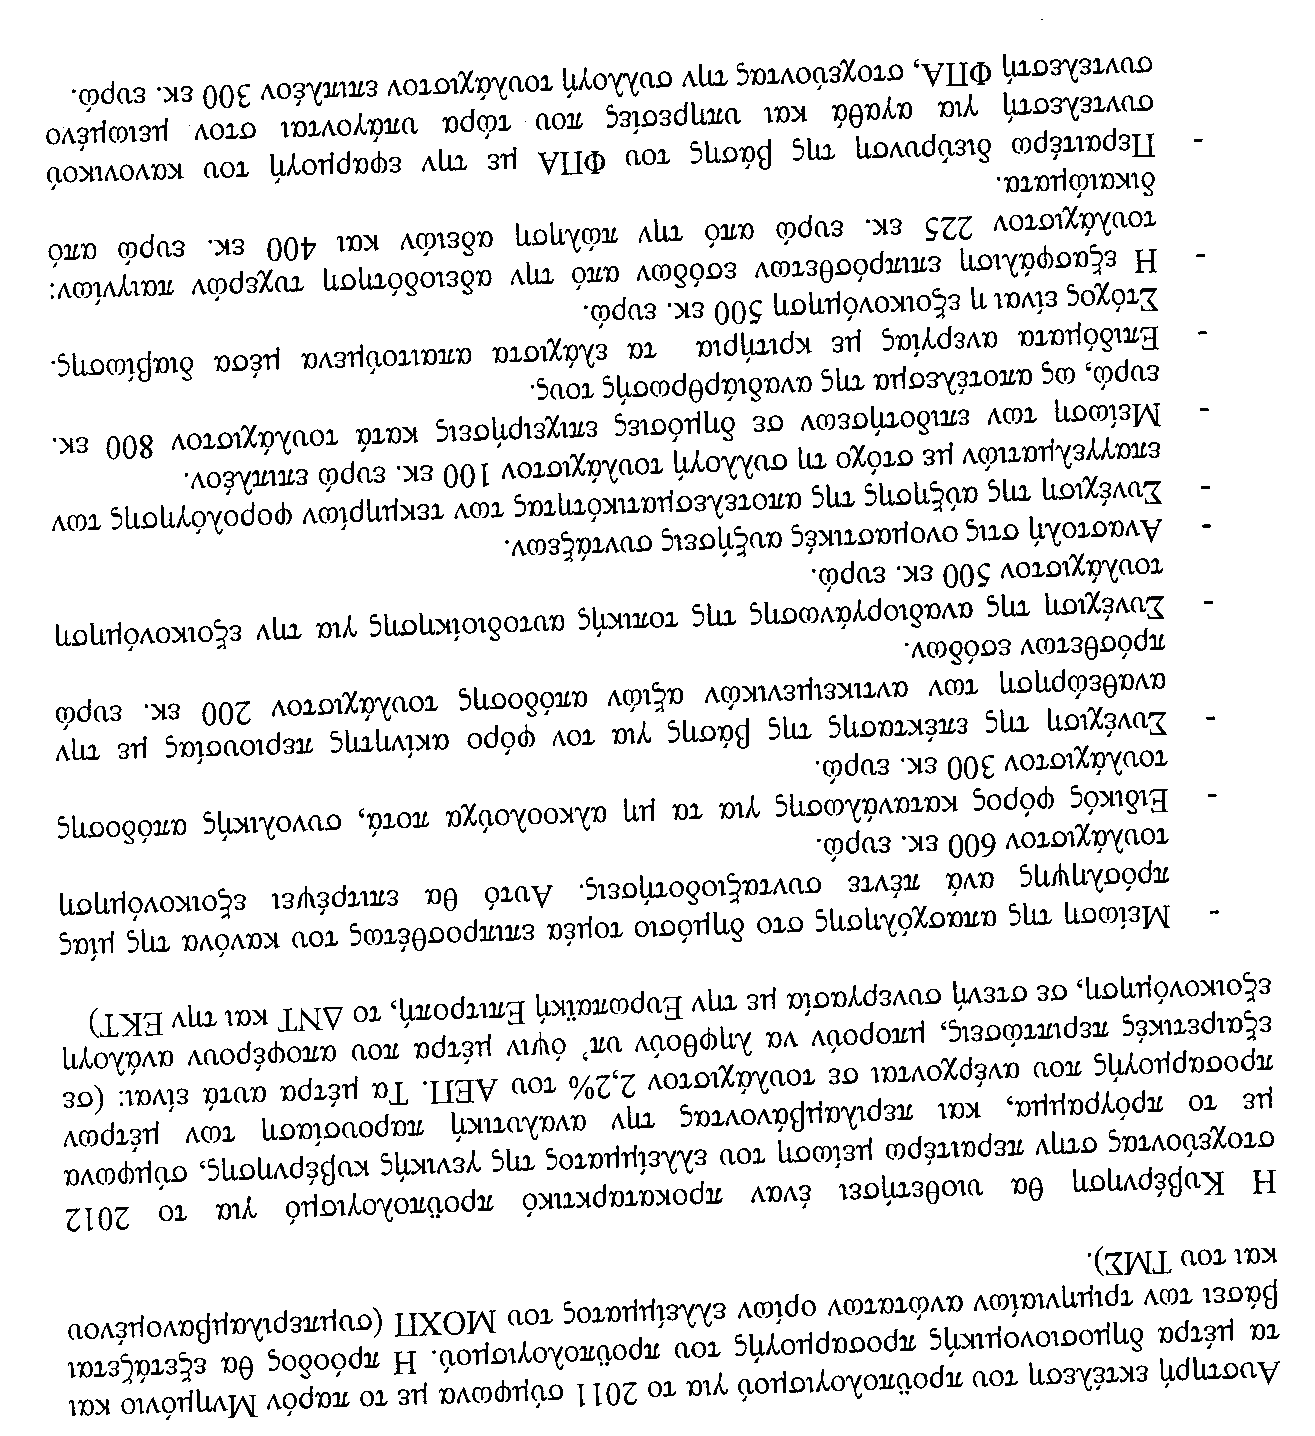 Αυστηρή εκτέλεση του προϋπολογισμού για το 2011 σύμφωνα με το παρόν Μνημόνιο και
τα μέτρα δημοσιονομικής προσαρμογής του προϋπολογισμού. Η πρόοδος θα εξετάζεται
βάσει των τριμηνιαίων ανώτατων ορίων ελλείμματος του ΜΟΧΠ (συμπεριλαμβανομένου
και του ΤΜΣ).
Η Κυβέρνηση θα υιοθετήσει έναν προκαταρκτικό προϋπολογισμό για το 2012
στοχεύοντας στην περαιτέρω μείωση του ελλείμματος της γενικής κυβέρνησης, σύμφωνα
με το πρόγραμμα, και περιλαμβάνοντας την αναλυτική παρουσίαση των μέτρων
προσαρμογής που ανέρχονται σε τουλάχιστον 2,2% του ΑΕΠ. Τα μέτρα αυτά είναι: (σε
εξαιρετικές περιπτώσεις, μπορούν να ληφθούν υπ' όψιν μέτρα που αποφέρουν ανάλογη
εξοικονόμηση, σε στενή συνεργασία με την Ευρωπαϊκή Επιτροπή, το ΔΝΤ και την ΕΚΤ)
- Μείωση της απασχόλησης στο δημόσιο τομέα επιπροσθέτως του κανόνα της μίας
πρόσληψης ανά πέντε συνταξιοδοτήσεις. Αυτό θα επιτρέψει εξοικονόμηση
τουλάχιστον 600 εκ. ευρώ.
- Ειδικός φόρος κατανάλωσης για τα μη αλκοολούχα ποτά, συνολικής απόδοσης
τουλάχιστον 300 εκ. ευρώ.
- Συνέχιση της επέκτασης της βάσης για τον φόρο ακίνητης περιουσίας με την
αναθεώρηση των αντικειμενικών αξιών απόδοσης τουλάχιστον 200 εκ. ευρώ
πρόσθετων εσόδων.
- Συνέχιση της αναδιοργάνωσης της τοπικής αυτοδιοίκησης για την εξοικονόμηση
τουλάχιστον 500 εκ. ευρώ.
- Αναστολή στις ονομαστικές αυξήσεις συντάξεων.
- Συνέχιση της αύξησης της αποτελεσματικότητας των τεκμηρίων φορολόγησης των
επαγγελματιών με στόχο τη συλλογή τουλάχιστον 100 εκ. ευρώ επιπλέον.
- Μείωση των επιδοτήσεων σε δημόσιες επιχειρήσεις κατά τουλάχιστον 800 εκ.
ευρώ, ως αποτέλεσμα της αναδιάρθρωσής τους.
- Επιδόματα ανεργίας με κριτήρια τα ελάχιστα απαιτούμενα μέσα διαβίωσης.
Στόχος είναι η εξοικονόμηση 500 εκ. ευρώ.
- Η εξασφάλιση επιπρόσθετων εσόδων από την αδειοδότηση τυχερών παιγνίων:
τουλάχιστον 225 εκ. ευρώ από την πώληση αδειών και 400 εκ. ευρώ από
δικαιώματα.
- Περαιτέρω διεύρυνση της βάσης του ΦΠΑ με την εφαρμογή του κανονικού
συντελεστή για αγαθά και υπηρεσίες που τώρα υπάγονται στον μειωμένο
συντελεστή ΦΠΑ, στοχεύοντας την συλλογή τουλάχιστον επιπλέον 300 εκ. ευρώ.